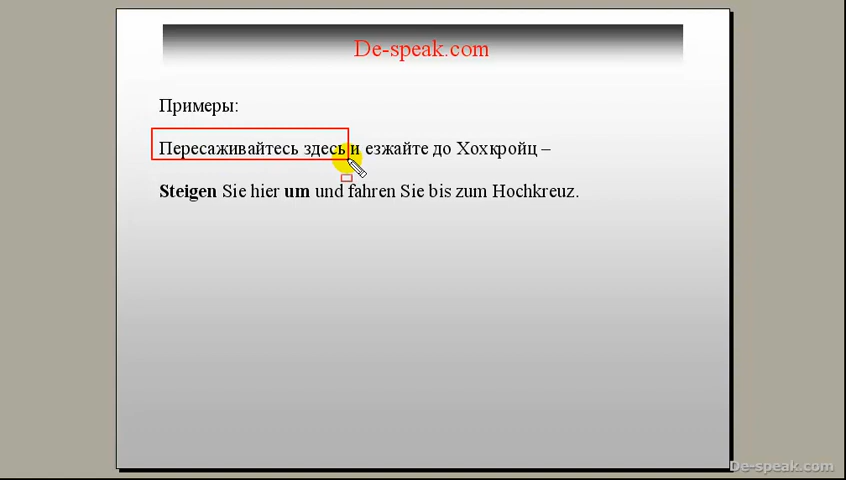 De-speak.com
Примеры:
Пересаживайтесь здесь и езжайте до Хохкройц –
Steigen Sie hier um und fahren Sie bis zum Hochkreuz.
De-speak.com